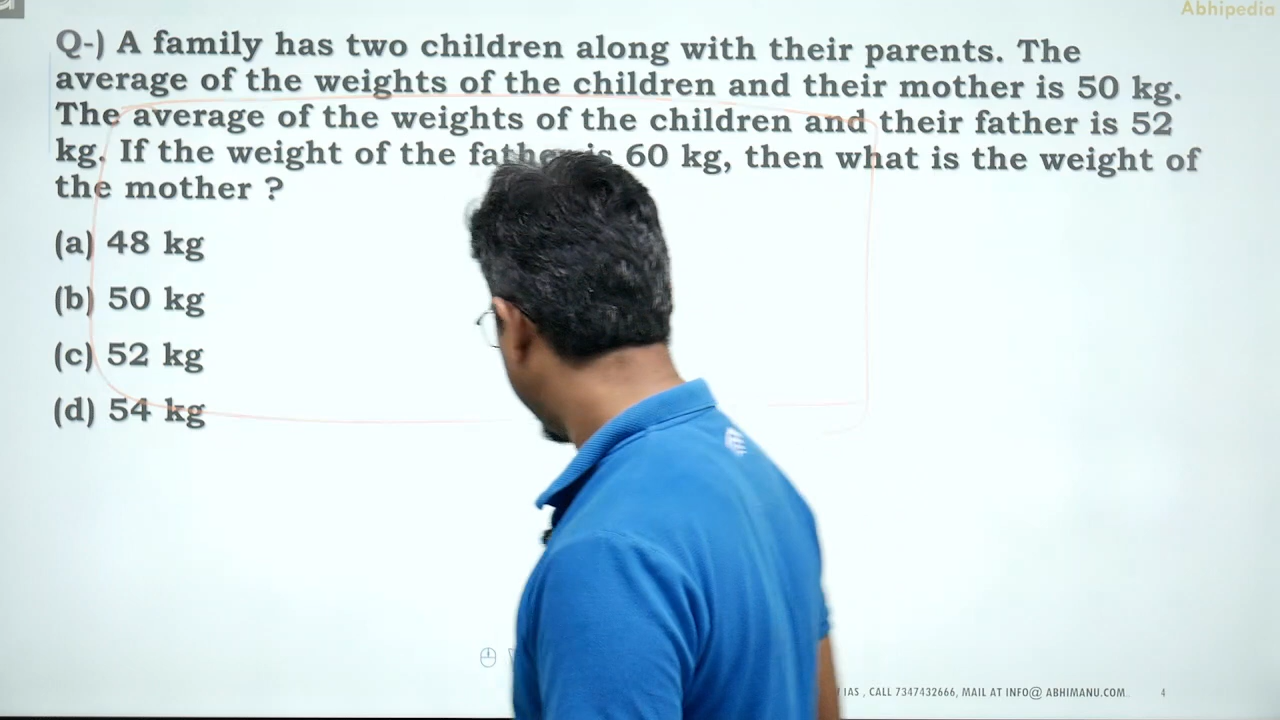 Abhipedia
Q-) A family has two children along with their parents. The
average of the weights of the children and their mother is 50 kg.
The average of the weights of the children and their father is 52
kg. If the weight of the father is 60 kg, then what is the weight of
the mother ?
(a) 48 kg
(b) 50 kg
(c) 52 kg
(d) 54 kg
IAS , CALL 7347432666, MAIL AT INFO@ ABHIMANU.COM 4